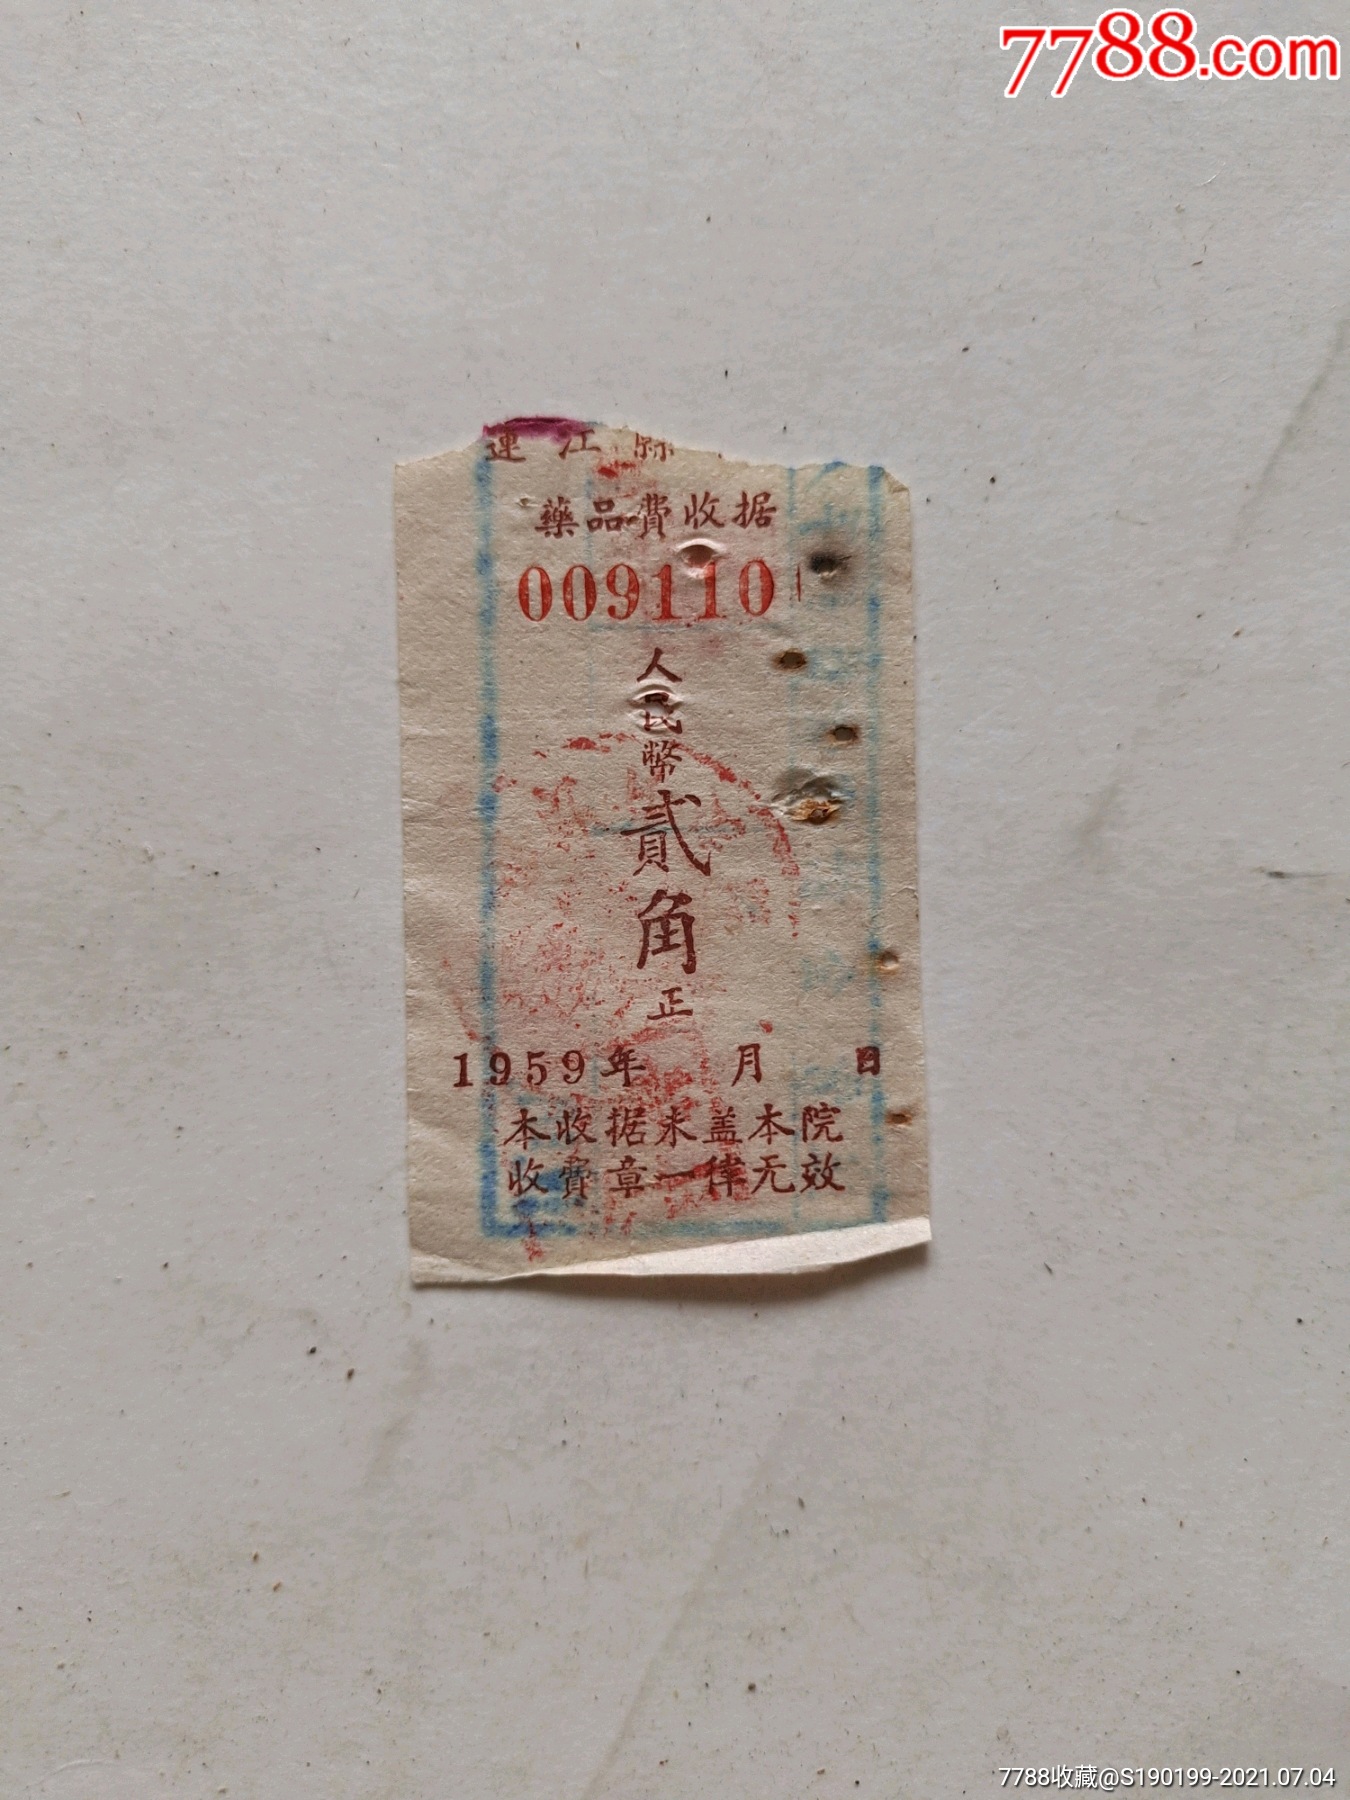 7788.com
連江縣
藥品費收据
009110
人民幣貳角正
1959年 月 日
本收据未盖本院
收費章一律无效
7788收藏@S190199-2021.07.04